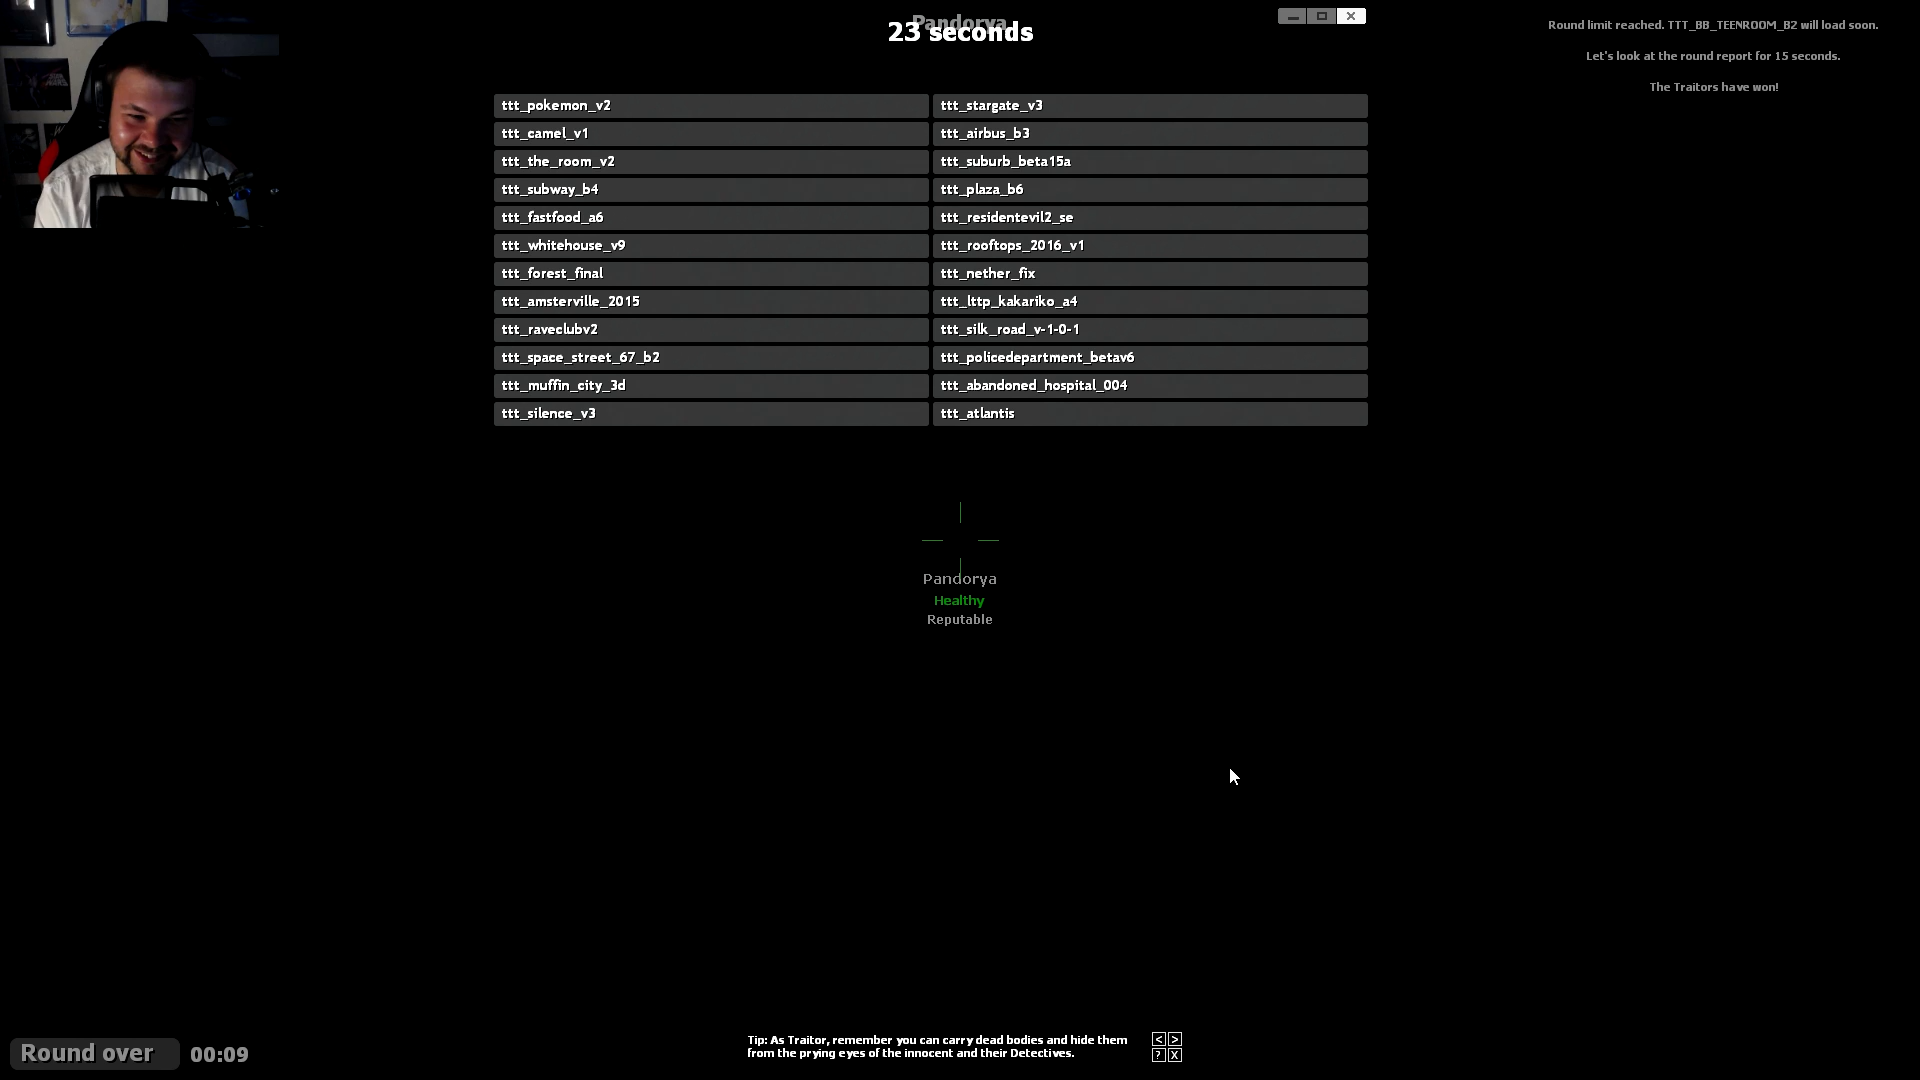 Pandorya
23 seconds
Round limit reached. TTT_BB_TEENROOM_B2 will load soon.
Let's look at the round report for 15 seconds.
The Traitors have won!
ttt_pokemon_v2
ttt_stargate_v3
ttt_camel_v1
ttt_airbus_b3
ttt_the_room_v2
ttt_suburb_beta15a
ttt_subway_b4
ttt_plaza_b6
ttt_fastfood_a6
ttt_residentevil2_se
ttt_whitehouse_v9
ttt_rooftops_2016_v1
ttt_forest_final
ttt_nether_fix
ttt_amsterville_2015
ttt_lttp_kakariko_a4
ttt_raveclubv2
ttt_silk_road_v-1-0-1
ttt_space_street_67_b2
ttt_policedepartment_betav6
ttt_muffin_city_3d
ttt_abandoned_hospital_004
ttt_silence_v3
ttt_atlantis
Pandorya
Healthy
Reputable
Tip: As Traitor, remember you can carry dead bodies and hide them
from the prying eyes of the innocent and their Detectives.
< >
? X
Round over 00:09